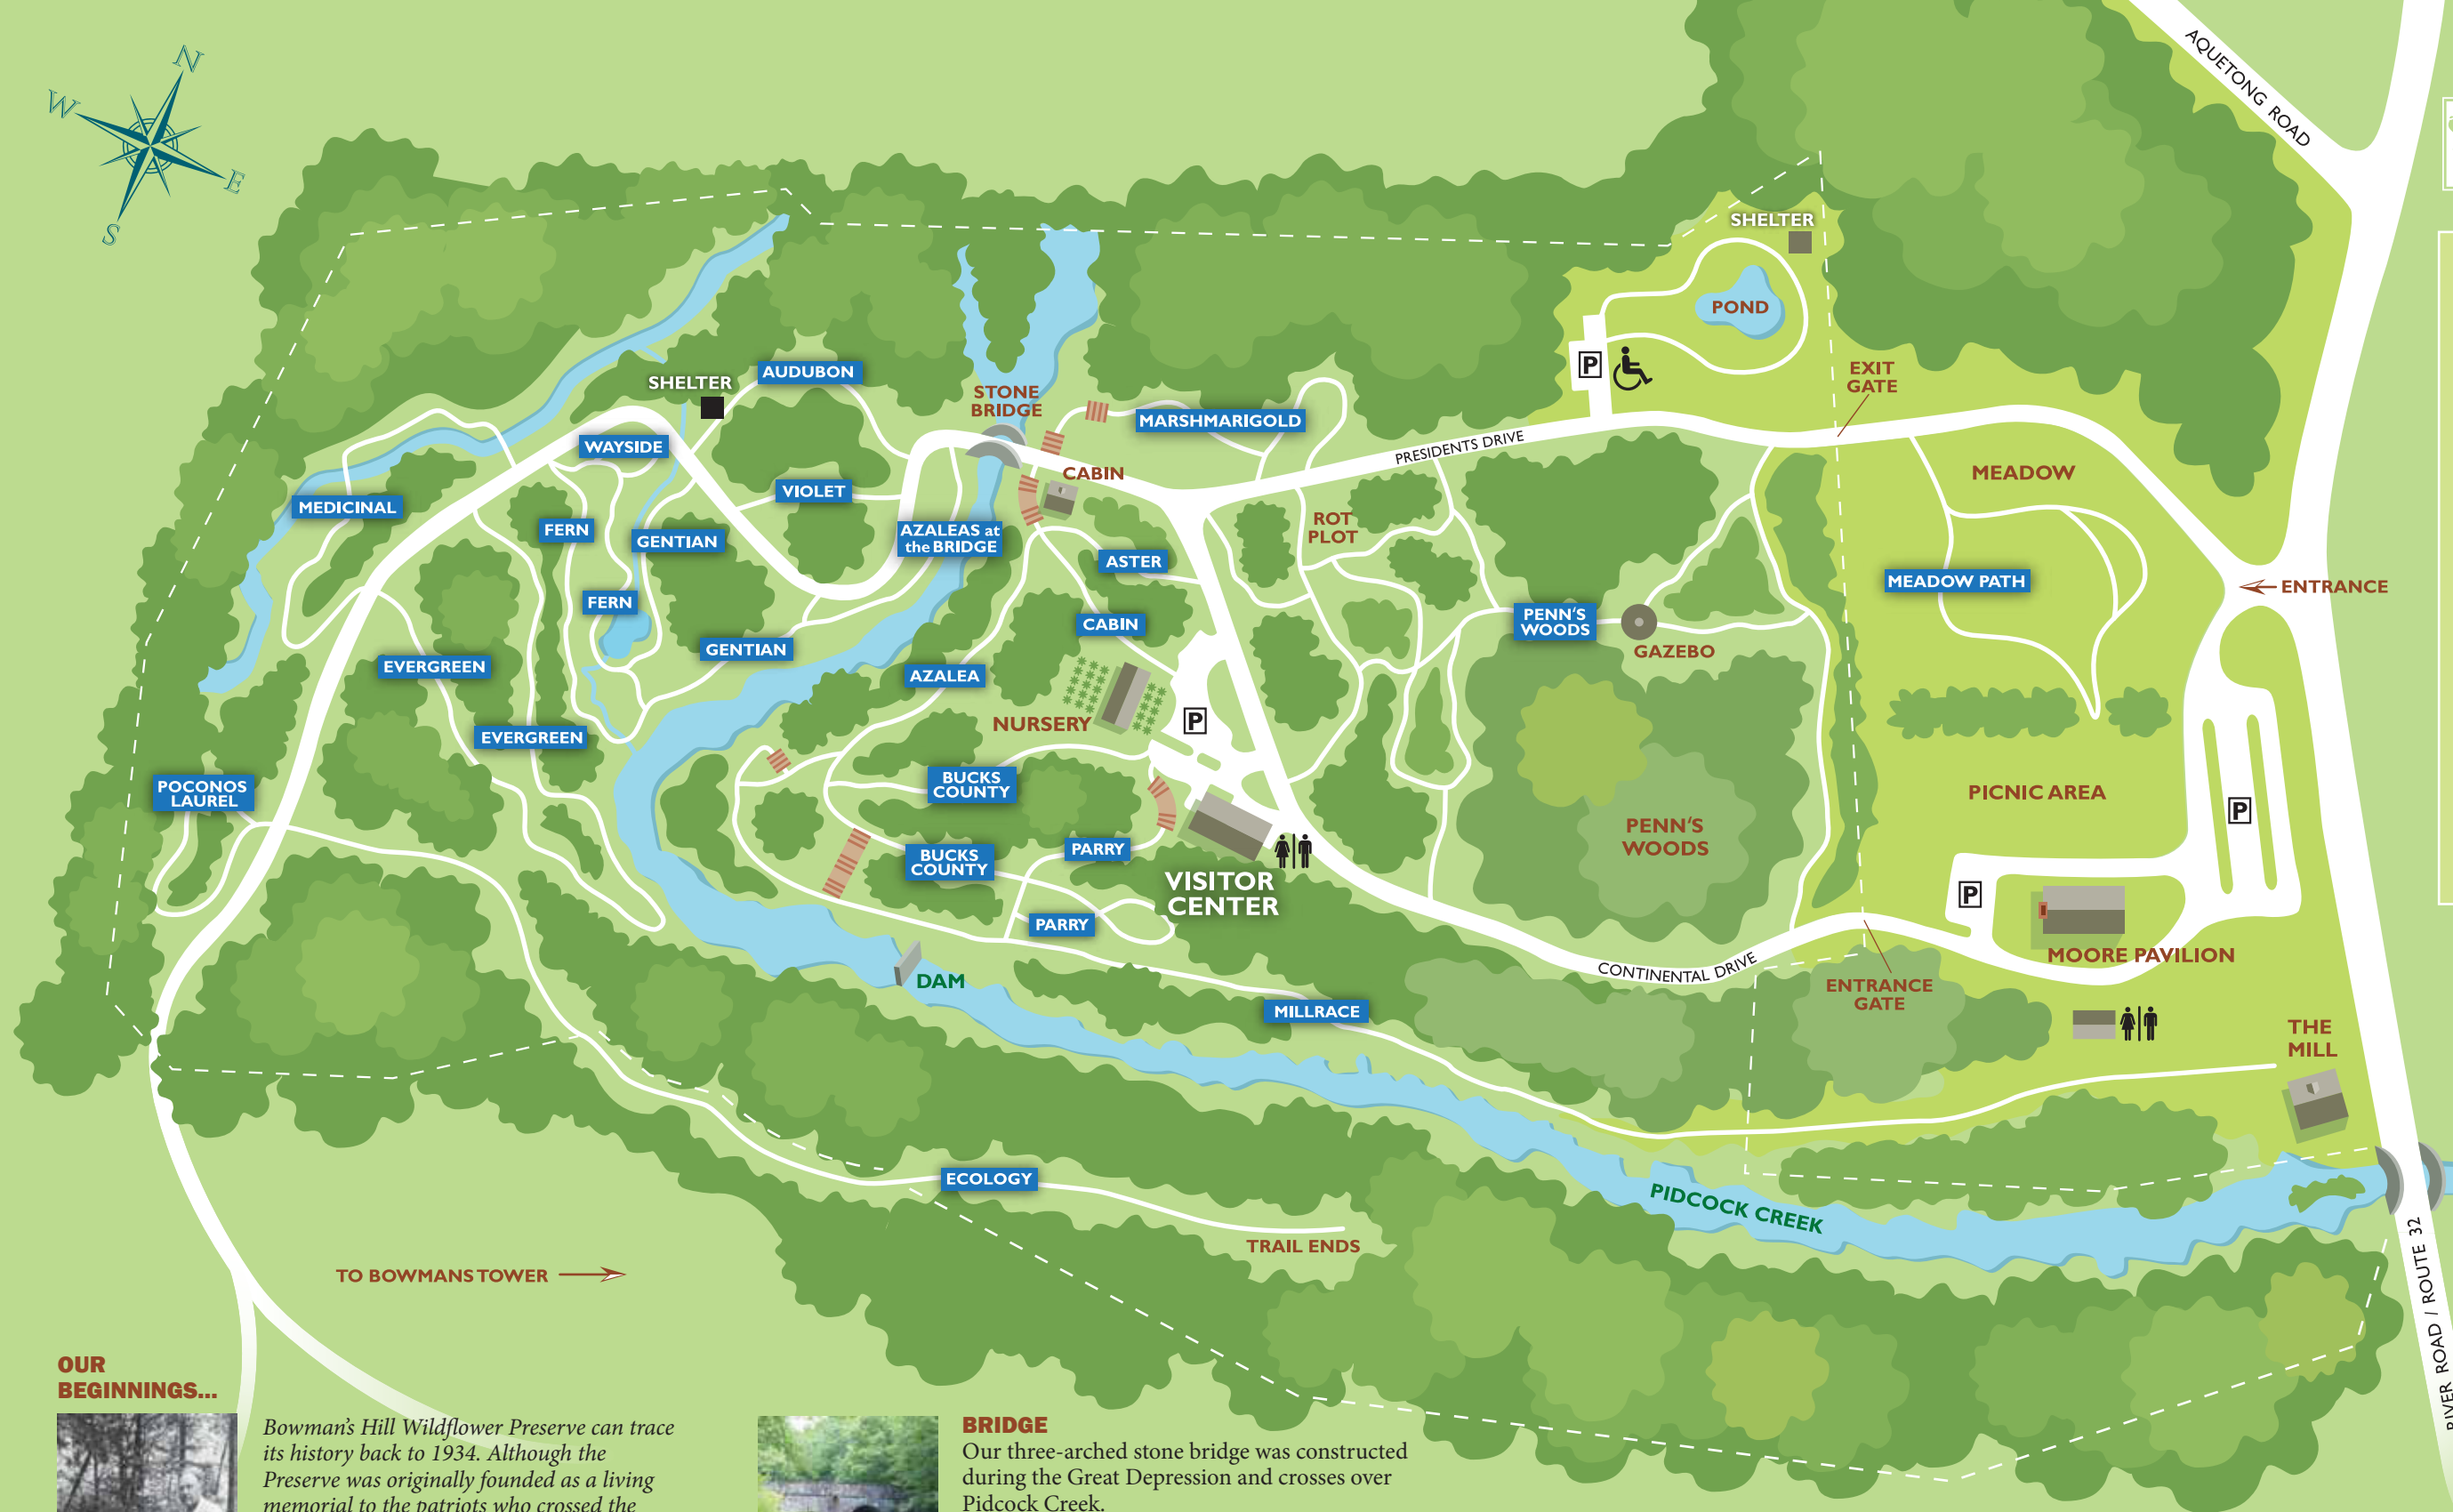 AQUETONG ROAD
N
W
E
S
SHELTER
POND
P
EXIT
GATE
AUDUBON
SHELTER
STONE
BRIDGE
MARSHMARIGOLD
PRESIDENTS DRIVE
WAYSIDE
CABIN
MEADOW
VIOLET
MEDICINAL
FERN
GENTIAN
AZALEAS at
the BRIDGE
ROT
PLOT
ASTER
MEADOW PATH
ENTRANCE
FERN
CABIN
PENN'S
WOODS
GENTIAN
GAZEBO
EVERGREEN
AZALEA
NURSERY
P
EVERGREEN
POCONOS
LAUREL
BUCKS
COUNTY
PICNIC AREA
P
PENN'S
WOODS
BUCKS
COUNTY
PARRY
VISITOR
CENTER
P
PARRY
MOORE PAVILION
CONTINENTAL DRIVE
DAM
ENTRANCE
GATE
MILLRACE
THE
MILL
ECOLOGY
PIDCOCK CREEK
TRAIL ENDS
TO BOWMANS TOWER
RIVER ROAD / ROUTE 32
OUR
BEGINNINGS...
Bowman's Hill Wildflower Preserve can trace
its history back to 1934. Although the
Preserve was originally founded as a living
memorial to the patriots who crossed the
BRIDGE
Our three-arched stone bridge was constructed
during the Great Depression and crosses over
Pidcock Creek.